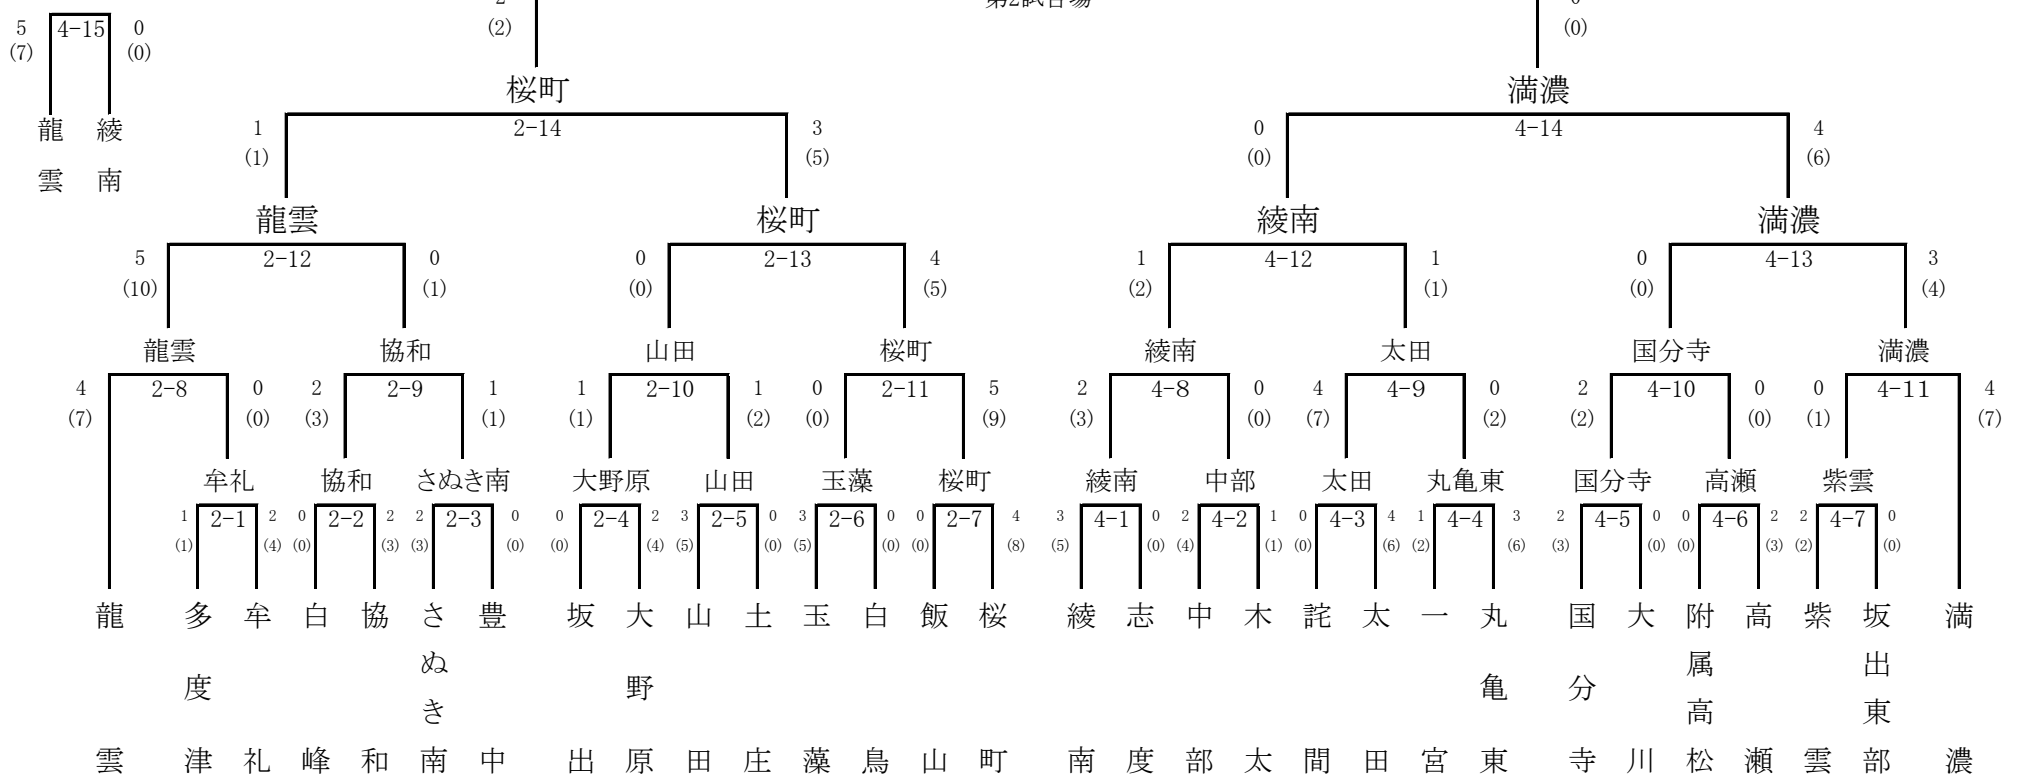 第2試合場
5 4-15 0 (2) (0)
(7) (0)
桜町 満濃
龍 綾 1 2-14 3 0 4-14 4
(1) (5) (0) (6)
雲 南
龍雲 桜町 綾南 満濃
5 2-12 0 0 2-13 4 1 4-12 1 0 4-13 3
(10) (1) (0) (5) (2) (1) (0) (4)
龍雲 協和 山田 桜町 綾南 太田 国分寺 満濃
4 2-8 0 2 2-9 1 1 2-10 1 0 2-11 5 2 4-8 0 4 4-9 0 2 4-10 0 0 4-11 4
(7) (0) (3) (1) (1) (2) (0) (9) (3) (0) (7) (2) (2) (0) (1) (7)
牟礼 協和 さぬき南 大野原 山田 玉藻 桜町 綾南 中部 太田 丸亀東 国分寺 高瀬 紫雲
1 2-1 2 0 2-2 2 2 2-3 0 0 2-4 2 3 2-5 0 3 2-6 0 0 2-7 4 3 4-1 0 2 4-2 1 0 4-3 4 1 4-4 3 2 4-5 0 0 4-6 2 2 4-7 0
(1) (4) (0) (3) (3) (0) (0) (4) (5) (0) (5) (0) (0) (8) (5) (0) (4) (1) (0) (6) (2) (6) (3) (0) (0) (3) (2) (0)
龍 多 牟 白 協 さ 豊 坂 大 山 土 玉 白 飯 桜 綾 志 中 木 詫 太 一 丸 国 大 附 高 紫 坂 満
ぬ 属 出
度 野 亀 分
き 高 東
雲 津 礼 峰 和 南 中 出 原 田 庄 藻 鳥 山 町 南 度 部 太 間 田 宮 東 寺 川 松 瀬 雲 部 濃